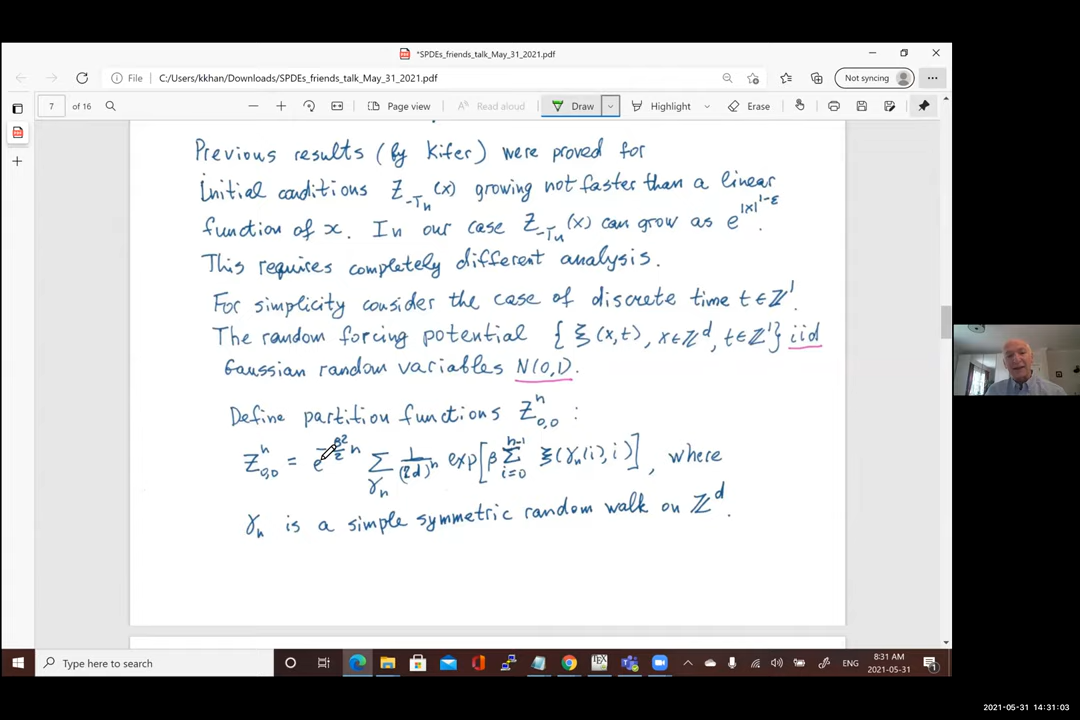 *SPDEs_friends_talk_May_31_2021.pdf
File C:/Users/kkhan/Downloads/SPDEs_friends_talk_May_31_2021.pdf Not syncing
7 of 16 Page view Read aloud Draw Highlight Erase
Previous results (by Kifer) were proved for
initial conditions Z_{-T_n}(x) growing not faster than a linear
function of x. In our case Z_{-T_n}(x) can grow as e^{|x|^{1-ε}}.
This requires completely different analysis.
For simplicity consider the case of discrete time t∈ℤ¹.
The random forcing potential {ξ(x,t), x∈ℤ^d, t∈ℤ¹} iid
Gaussian random variables N(0,1).
Define partition functions Z^n_{0,0} :
Z^n_{0,0} = e^{-β²/2 n} Σ_{γ_n} 1/(2d)^n exp[β Σ_{i=0}^{n-1} ξ(γ_n(i),i)], where
γ_n is a simple symmetric random walk on ℤ^d.
Type here to search
ENG
8:31 AM
2021-05-31
1
2021-05-31 14:31:03